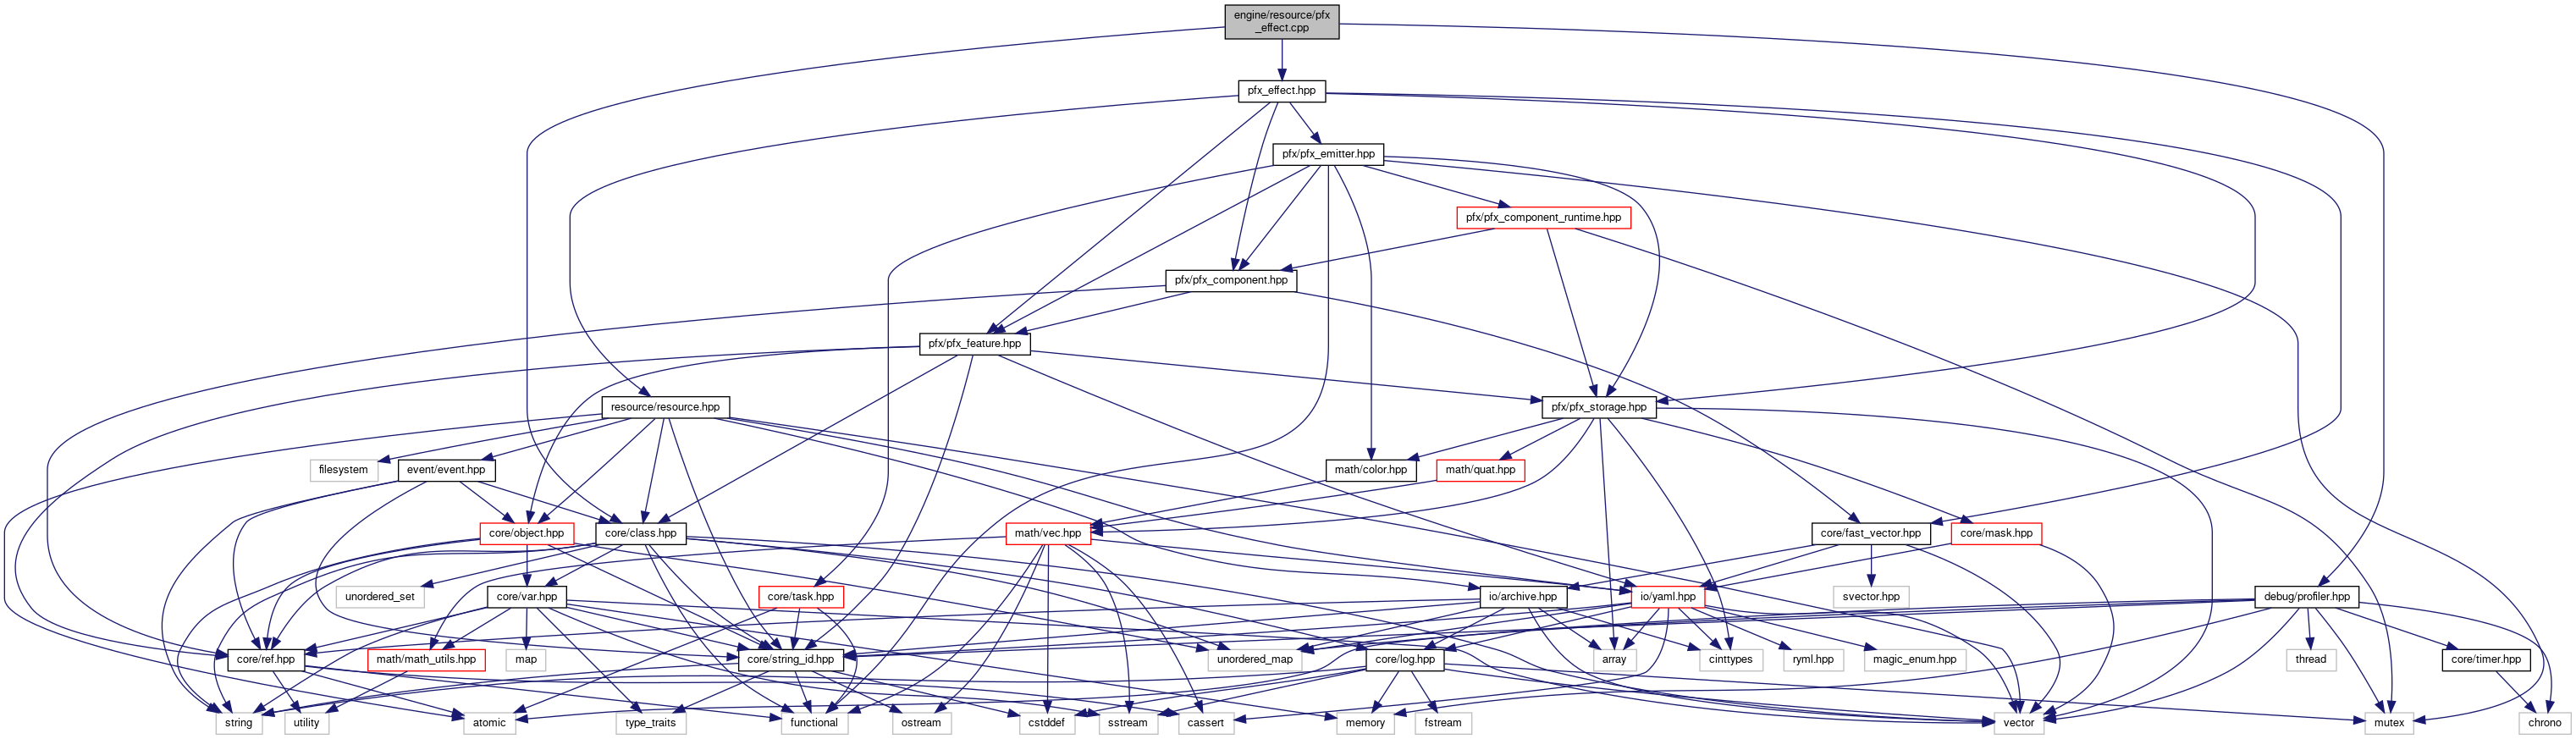 engine/resource/pfx
_effect.cpp
pfx_effect.hpp
pfx/pfx_emitter.hpp
pfx/pfx_component_runtime.hpp
pfx/pfx_component.hpp
pfx/pfx_feature.hpp
resource/resource.hpp
pfx/pfx_storage.hpp
filesystem
event/event.hpp
math/color.hpp
math/quat.hpp
core/object.hpp
core/class.hpp
math/vec.hpp
core/fast_vector.hpp
core/mask.hpp
unordered_set
core/var.hpp
core/task.hpp
io/archive.hpp
io/yaml.hpp
svector.hpp
debug/profiler.hpp
core/ref.hpp
math/math_utils.hpp
map
core/string_id.hpp
unordered_map
core/log.hpp
array
cinttypes
ryml.hpp
magic_enum.hpp
thread
core/timer.hpp
string
utility
atomic
type_traits
functional
ostream
cstddef
sstream
cassert
memory
fstream
vector
mutex
chrono